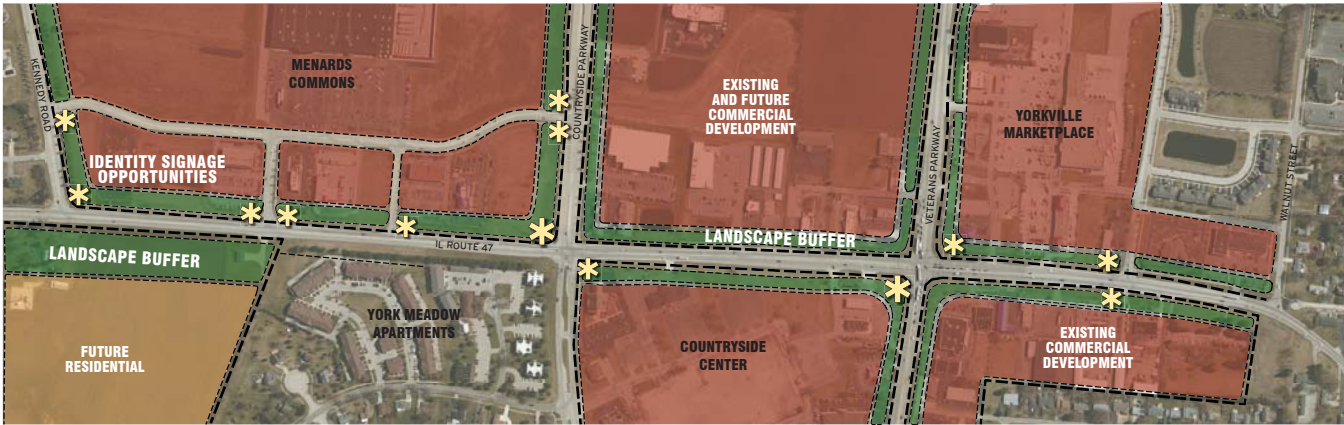 MENARDS
COMMONS
KENNEDY ROAD
COUNTRYSIDE PARKWAY
EXISTING
AND FUTURE
COMMERCIAL
DEVELOPMENT
VETERANS PARKWAY
YORKVILLE
MARKETPLACE
WALNUT STREET
IDENTITY SIGNAGE
OPPORTUNITIES
LANDSCAPE BUFFER
IL ROUTE 47
LANDSCAPE BUFFER
YORK MEADOW
APARTMENTS
FUTURE
RESIDENTIAL
COUNTRYSIDE
CENTER
EXISTING
COMMERCIAL
DEVELOPMENT